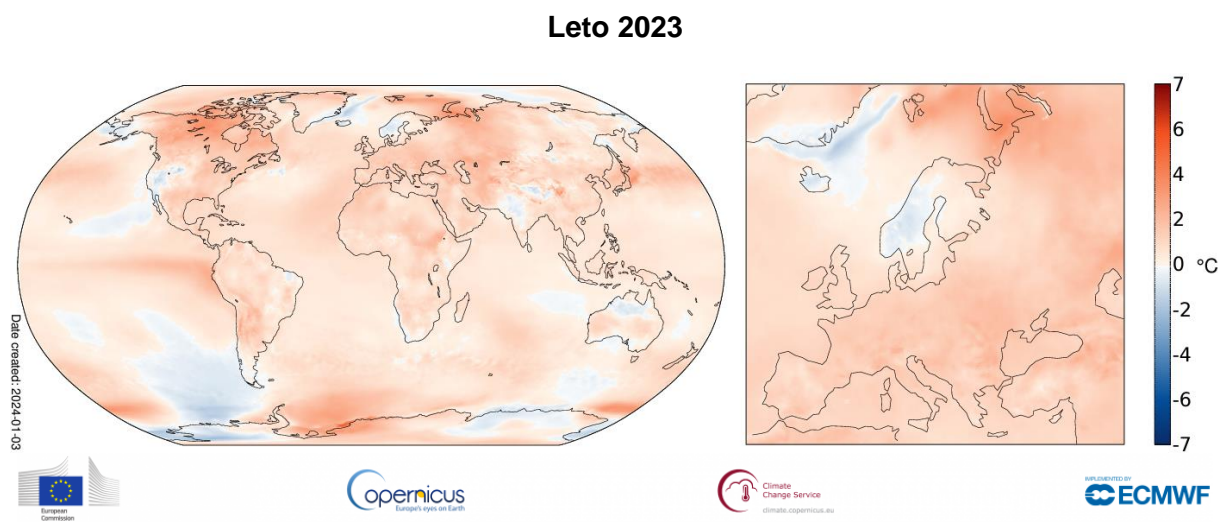 Leto 2023
7
6
4
2
0
-2
-4
-6
-7
°C
Date created: 2024-01-03
European
Commission
opernicus
Europe's eyes on Earth
Climate
Change Service
climate.copernicus.eu
IMPLEMENTED BY
ECMWF